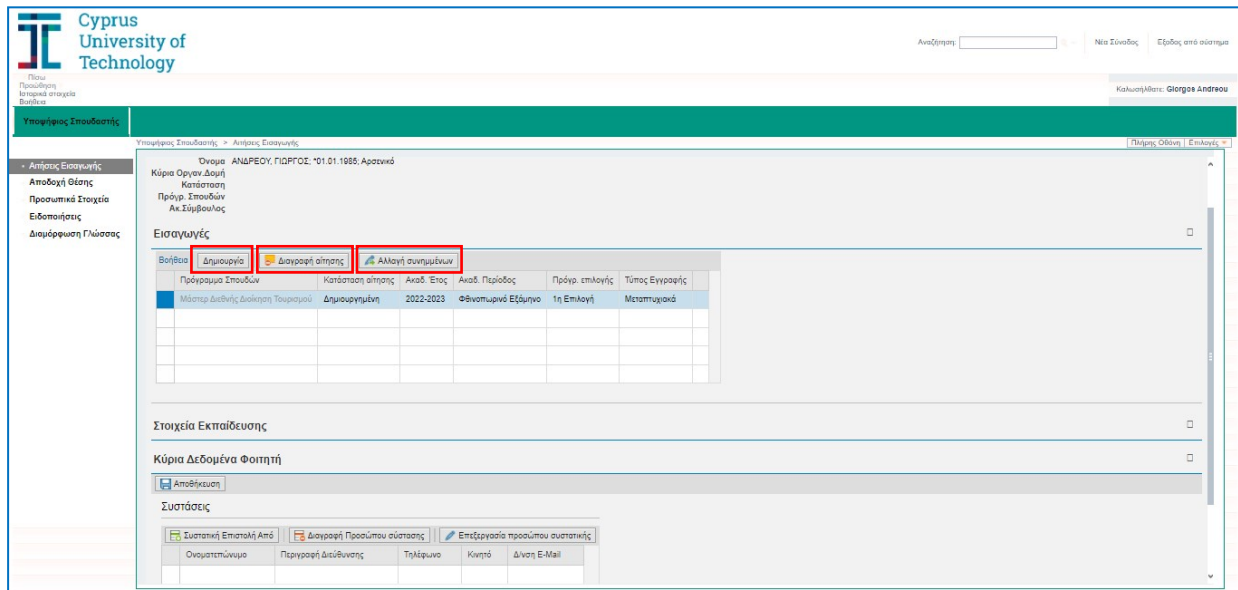 Cyprus
University of
Technology
Αναζήτηση:
Νέα Σύνοδος Εξοδος από σύστημα
Πίσω
Προώθηση
Ιστορικά στοιχεία
Βοήθεια
Καλωσήλθατε: Giorgos Andreou
Υποψήφιος Σπουδαστής
Υποψήφιος Σπουδαστής > Αιτήσεις Εισαγωγής
Πλήρης Οθόνη Επιλογές
Αιτήσεις Εισαγωγής
Αποδοχή Θέσης
Προσωπικά Στοιχεία
Ειδοποιήσεις
Διαμόρφωση Γλώσσας
Όνομα ΑΝΔΡΕΟΥ, ΓΙΩΡΓΟΣ; *01.01.1985; Αρσενικό
Κύρια Οργαν.Δομή
Κατάσταση
Πρόγρ. Σπουδών
Ακ.Σύμβουλος
Εισαγωγές
Βοήθεια Δημιουργία Διαγραφή αίτησης Αλλαγή συνημμένων
Πρόγραμμα Σπουδών Κατάσταση αίτησης Ακαδ. Έτος Ακαδ. Περίοδος Πρόγρ. επιλογής Τύπος Εγγραφής
Μάστερ Διεθνής Διοίκηση Τουρισμού Δημιουργημένη 2022-2023 Φθινοπωρινό Εξάμηνο 1η Επιλογή Μεταπτυχιακά
Στοιχεία Εκπαίδευσης
Κύρια Δεδομένα Φοιτητή
Αποθήκευση
Συστάσεις
Συστατική Επιστολή Από Διαγραφή Προσώπου σύστασης Επεξεργασία προσώπου συστατικής
Ονοματεπώνυμο Περιγραφή Διεύθυνσης Τηλέφωνο Κινητό Δ/νση E-Mail